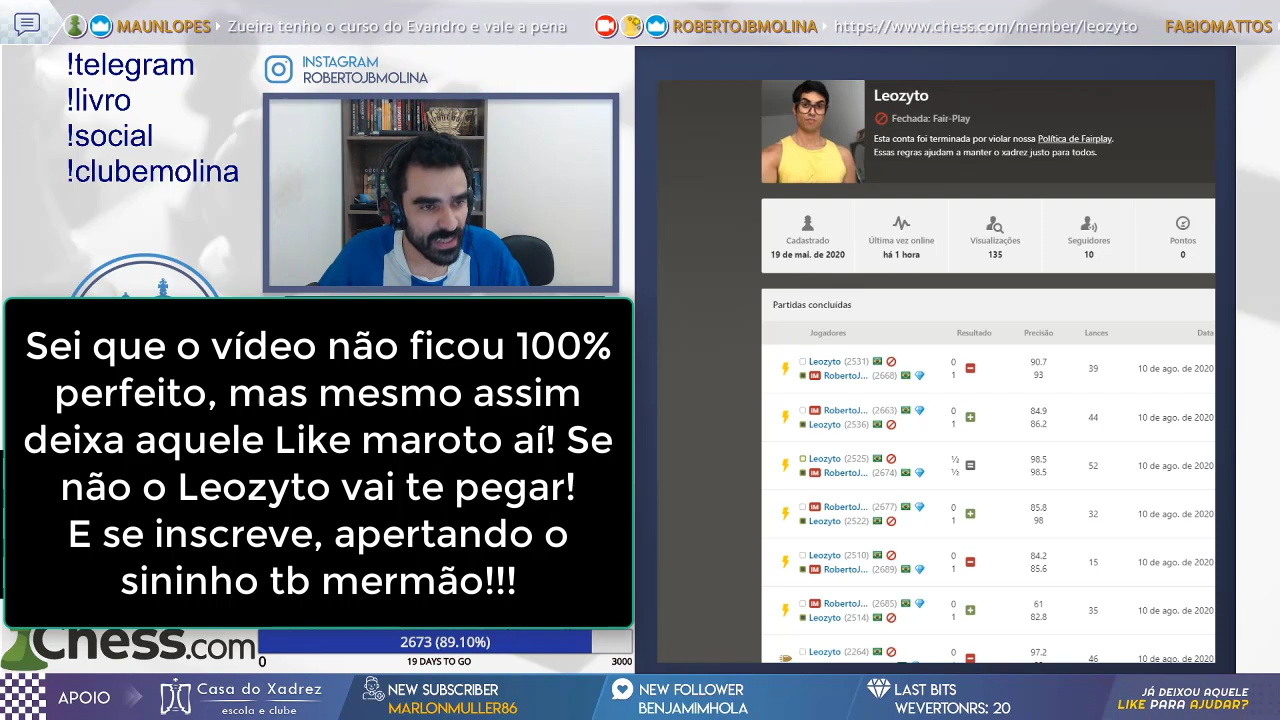 MAUNLOPES Zueira tenho o curso do Evandro e vale a pena ROBERTOJBMOLINA https://www.chess.com/member/leozyto FABIOMATTOS
!telegram
!livro
!social
!clubemolina
INSTAGRAM
ROBERTOJBMOLINA
Sei que o vídeo não ficou 100%
perfeito, mas mesmo assim
deixa aquele Like maroto aí! Se
não o Leozyto vai te pegar!
E se inscreve, apertando o
sininho tb mermão!!!
Chess.com
2673 (89.10%)
0 19 DAYS TO GO 3000
Leozyto
Fechada: Fair-Play
Esta conta foi terminada por violar nossa Política de Fairplay.
Essas regras ajudam a manter o xadrez justo para todos.
Cadastrado Última vez online Visualizações Seguidores Pontos
19 de mai. de 2020 há 1 hora 135 10 0
Partidas concluídas
Jogadores Resultado Precisão Lances Data
Leozyto (2531) 0 90.7
IM RobertoJ... (2668) 1 93 39 10 de ago. de 2020
IM RobertoJ... (2663) 0 84.9
Leozyto (2536) 1 86.2 44 10 de ago. de 2020
Leozyto (2525) ½ 98.5
IM RobertoJ... (2674) ½ 98.5 52 10 de ago. de 2020
IM RobertoJ... (2677) 0 85.8
Leozyto (2522) 1 98 32 10 de ago. de 2020
Leozyto (2510) 0 84.2
IM RobertoJ... (2689) 1 85.6 15 10 de ago. de 2020
IM RobertoJ... (2685) 0 61
Leozyto (2514) 1 82.8 35 10 de ago. de 2020
Leozyto (2264) 0 97.2 46 10 de ago. de 2020
APOIO
Casa do Xadrez
escola e clube
NEW SUBSCRIBER
MARLONMULLER86
NEW FOLLOWER
BENJAMIMHOLA
LAST BITS
WEVERTONRS: 20
JÁ DEIXOU AQUELE
LIKE PARA AJUDAR?